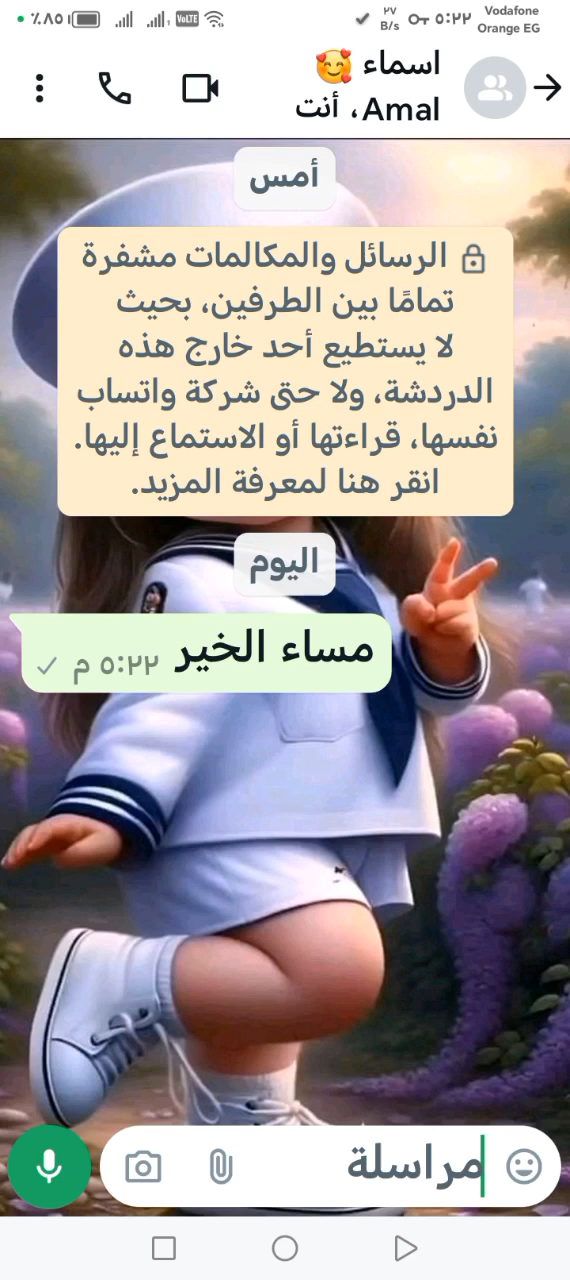 ٪٨٥
VoLTE
٢٧
B/s
٥:٢٢
Vodafone
Orange EG
اسماء 🥰
Amal، أنت
أمس
الرسائل والمكالمات مشفرة
تمامًا بين الطرفين، بحيث
لا يستطيع أحد خارج هذه
الدردشة، ولا حتى شركة واتساب
نفسها، قراءتها أو الاستماع إليها.
انقر هنا لمعرفة المزيد.
اليوم
مساء الخير
٥:٢٢ م
مراسلة